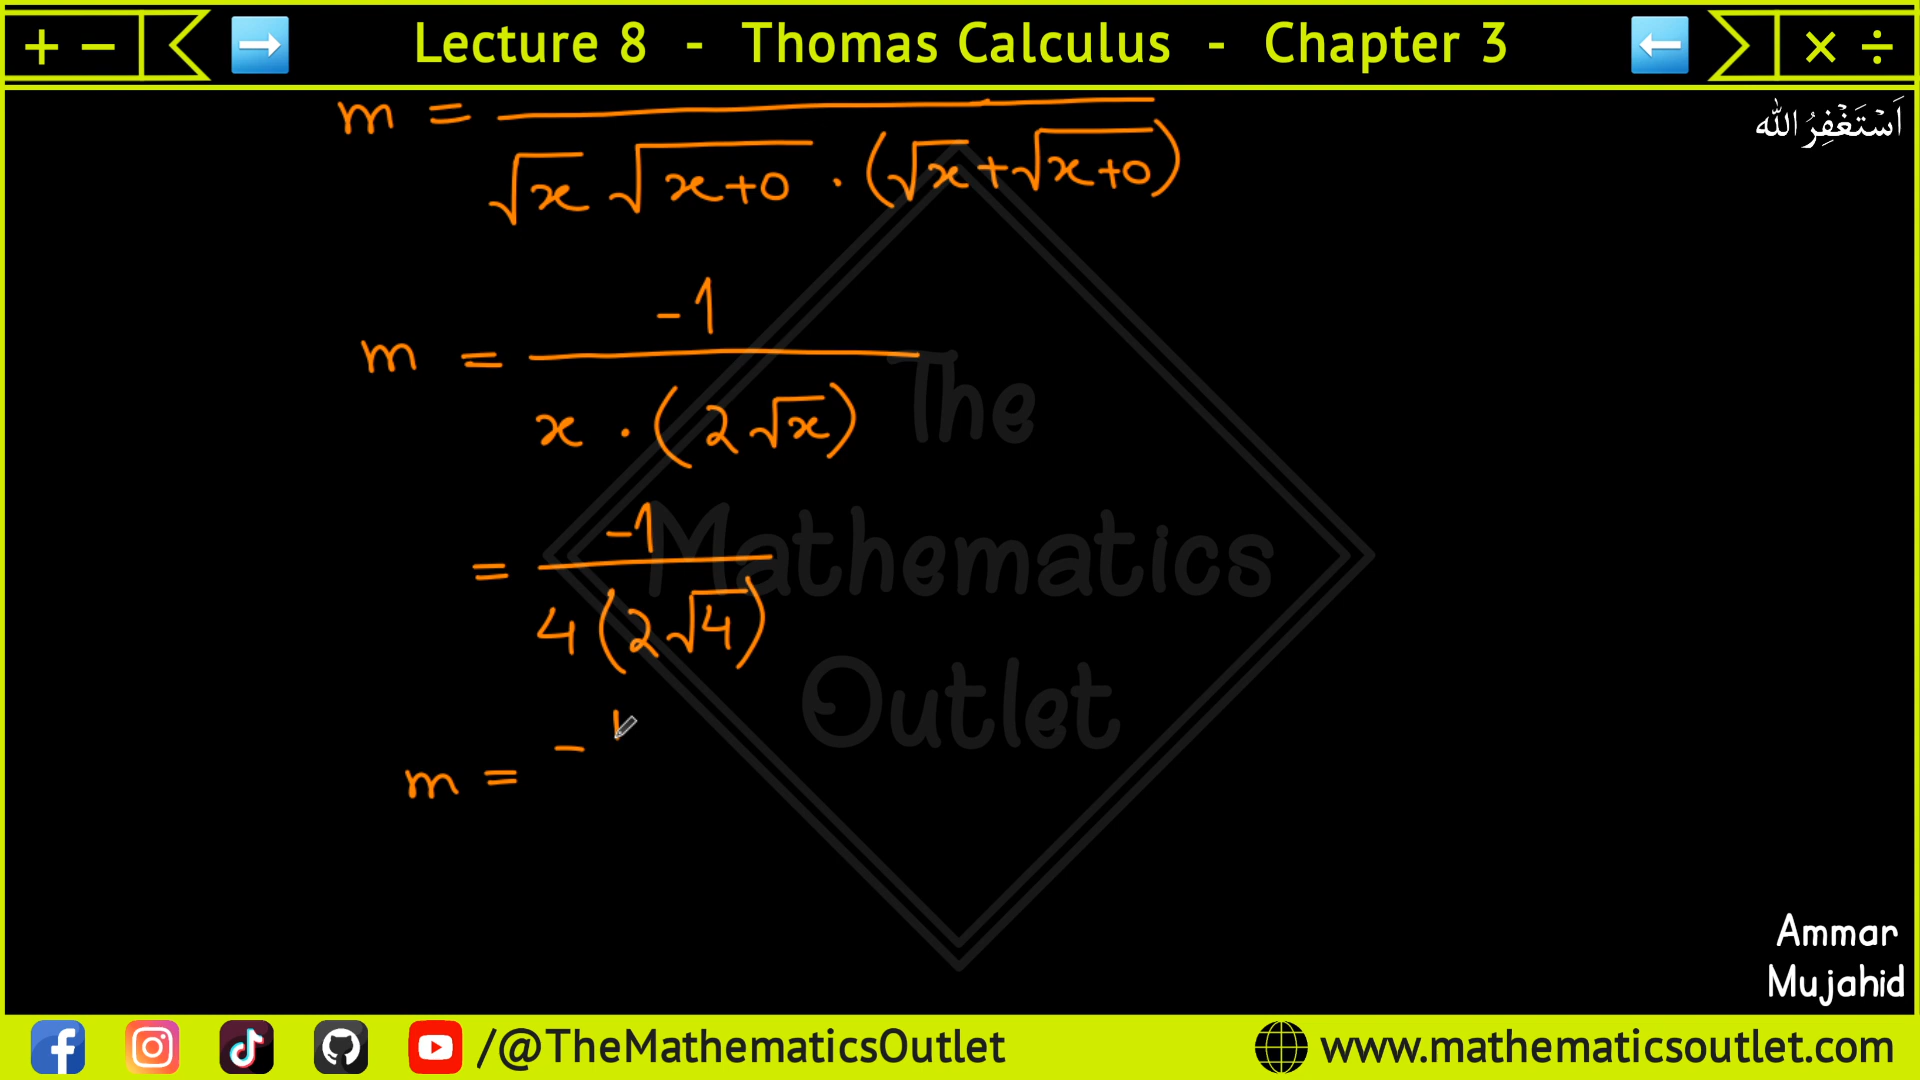 + − ➡ Lecture 8 - Thomas Calculus - Chapter 3 ⬅ × ÷
اَسْتَغْفِرُ اللّٰه
m = ———
√x √(x+0) · (√x + √(x+0))
-1
m = ———
x · (2√x)
-1
= ———
4(2√4)
m = -
The
Mathematics
Outlet
Ammar
Mujahid
/@TheMathematicsOutlet www.mathematicsoutlet.com